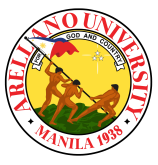 ARELLANO UNIVERSITY
FOR GOD AND COUNTRY
MANILA 1938